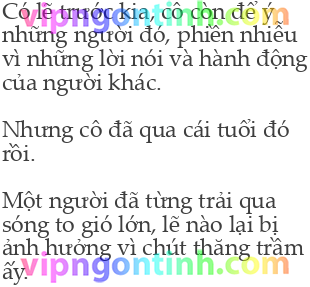 Có lẽ trước kia, cô còn để ý
những người đó, phiền nhiễu
vì những lời nói và hành động
của người khác.
Nhưng cô đã qua cái tuổi đó
rồi.
Một người đã từng trải qua
sóng to gió lớn, lẽ nào lại bị
ảnh hưởng vì chút thăng trầm
ấy.
vipngontinh.com
vipngontinh.com